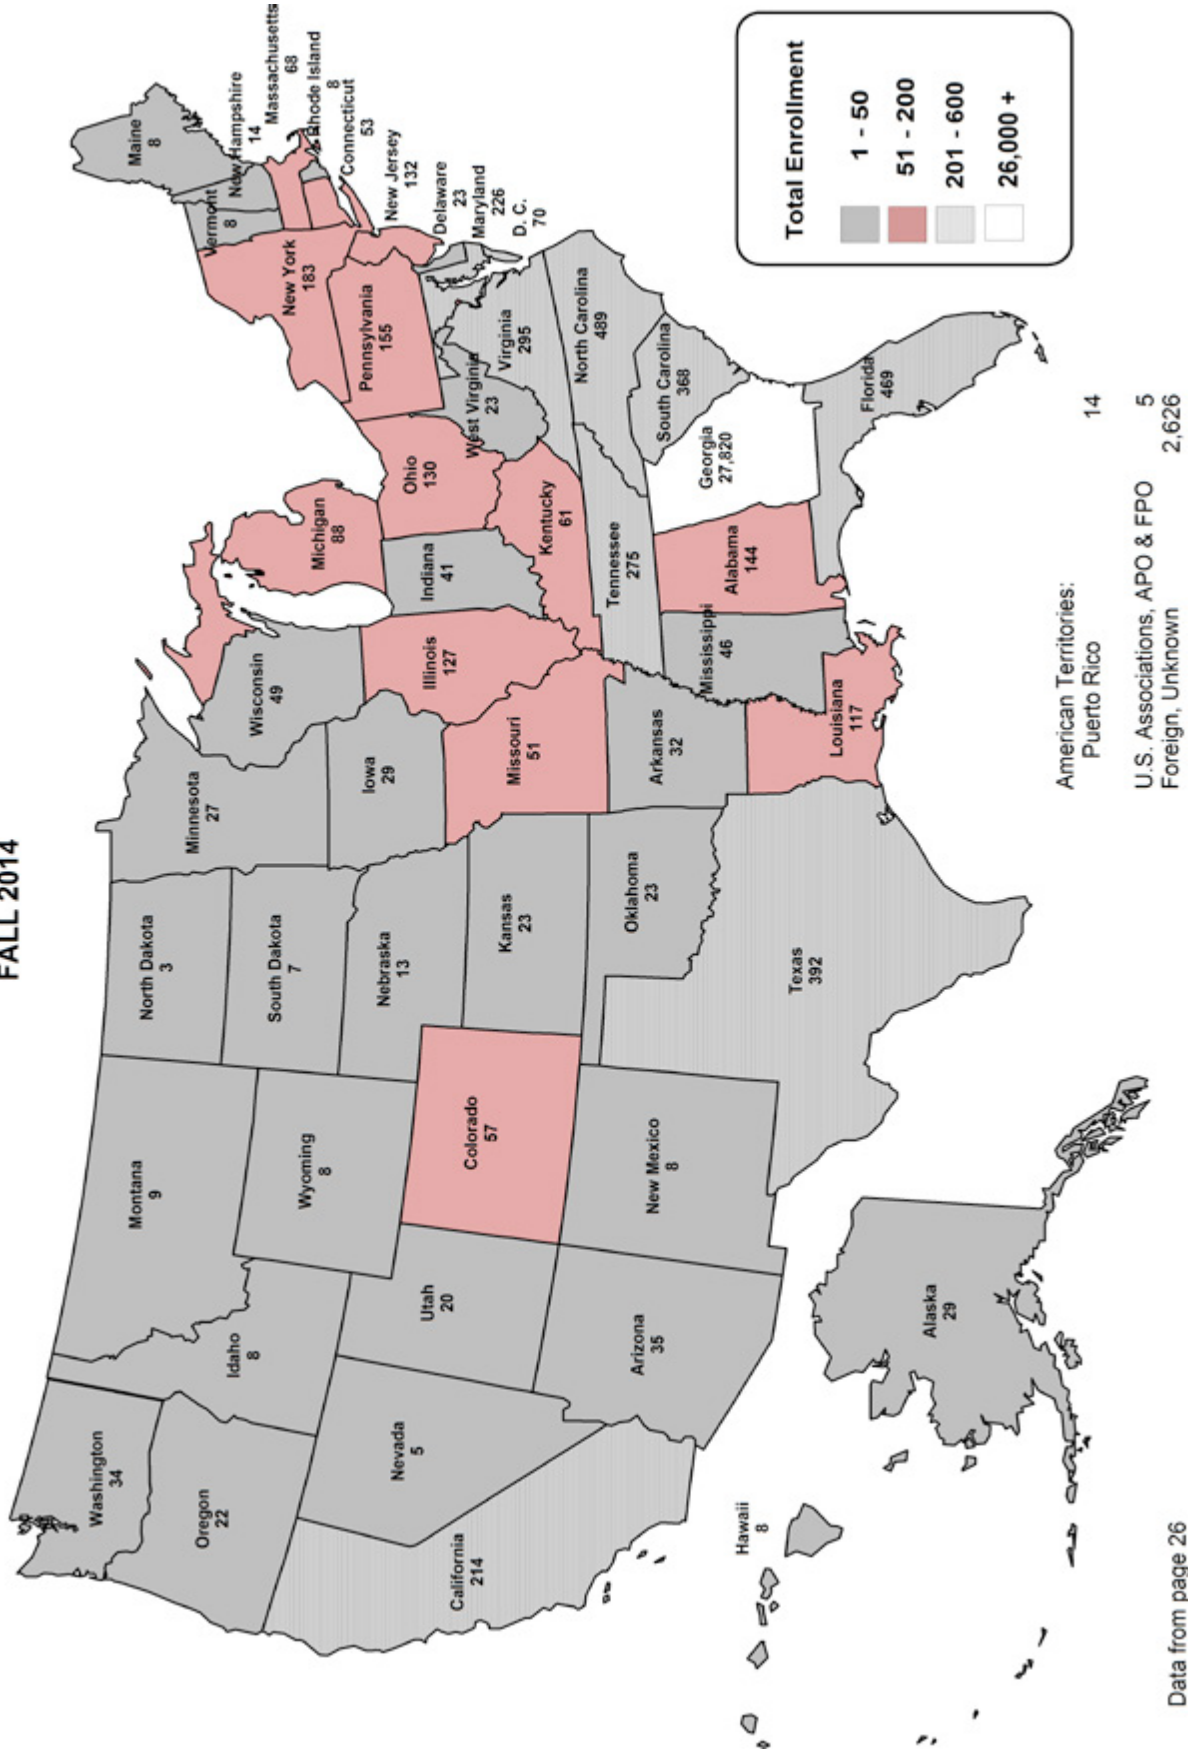 FALL 2014
Washington
34
Oregon
22
California
214
Nevada
5
Idaho
8
Montana
9
Wyoming
8
Utah
20
Arizona
35
Colorado
57
New Mexico
8
North Dakota
3
South Dakota
7
Nebraska
13
Kansas
23
Oklahoma
23
Texas
392
Minnesota
27
Iowa
29
Missouri
51
Arkansas
32
Louisiana
117
Wisconsin
49
Illinois
127
Michigan
88
Indiana
41
Ohio
130
Kentucky
61
Tennessee
275
Mississippi
46
Alabama
144
Georgia
27,820
Florida
469
South Carolina
368
North Carolina
489
Virginia
295
West Virginia
23
Pennsylvania
155
New York
183
Vermont
8
Maine
8
New Hampshire
14
Massachusetts
68
Rhode Island
8
Connecticut
53
New Jersey
132
Delaware
23
Maryland
226
D. C.
70
Alaska
29
Hawaii
8
Total Enrollment
1 - 50
51 - 200
201 - 600
26,000 +
American Territories:
Puerto Rico 14
U.S. Associations, APO & FPO 5
Foreign, Unknown 2,626
Data from page 26